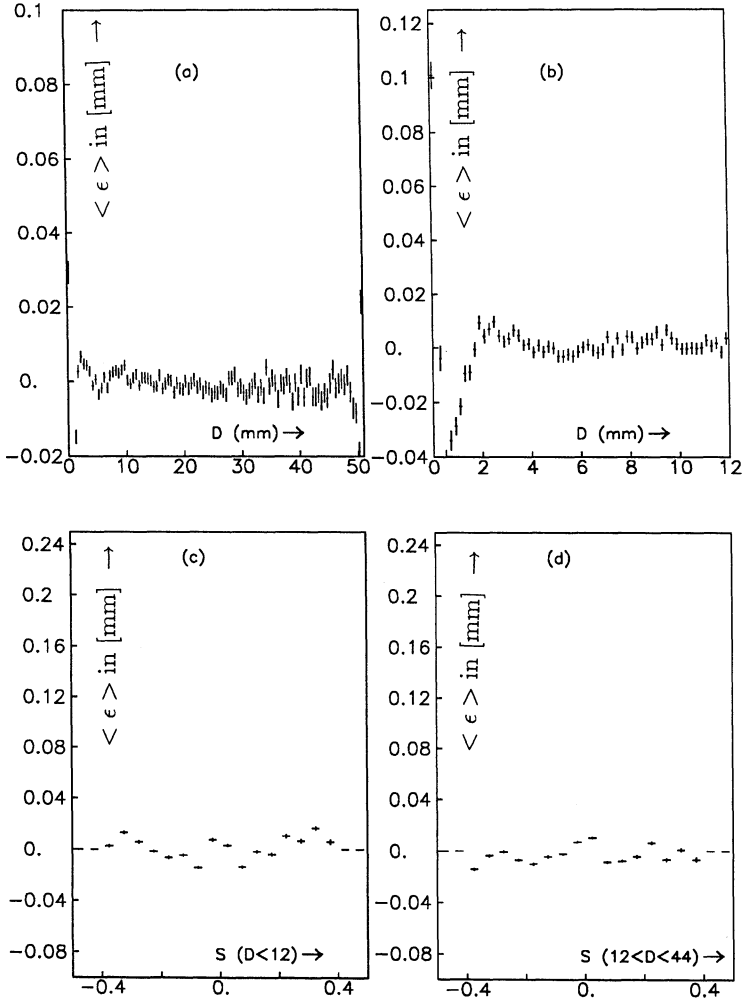 0.1
0.08
0.06
0.04
0.02
0.
−0.02
< ϵ > in [mm] →
(a)
D (mm) →
0 10 20 30 40 50
0.12
0.1
0.08
0.06
0.04
0.02
0.
−0.02
−0.04
< ϵ > in [mm] →
(b)
D (mm) →
0 2 4 6 8 10 12
0.24
0.2
0.16
0.12
0.08
0.04
0.
−0.04
−0.08
< ϵ > in [mm] →
(c)
S (D<12) →
−0.4 0. 0.4
0.24
0.2
0.16
0.12
0.08
0.04
0.
−0.04
−0.08
< ϵ > in [mm] →
(d)
S (12<D<44) →
−0.4 0. 0.4